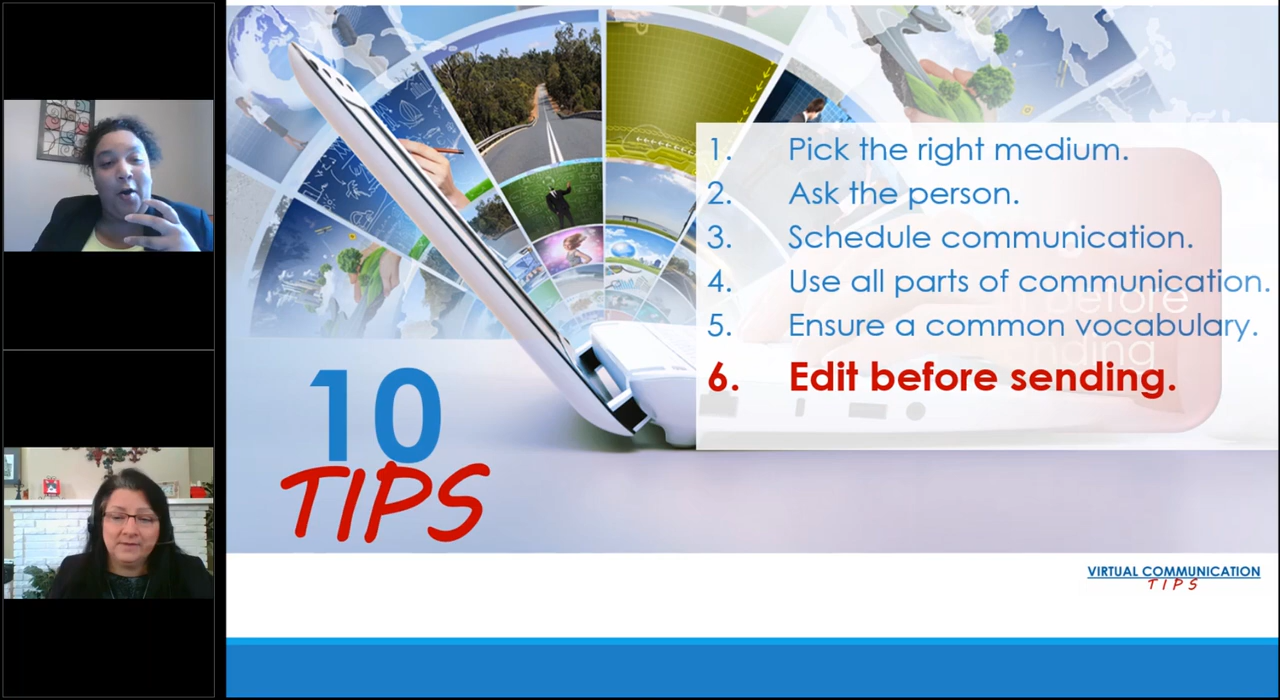 1. Pick the right medium.
2. Ask the person.
3. Schedule communication.
4. Use all parts of communication.
5. Ensure a common vocabulary.
6. Edit before sending.
10
TIPS
VIRTUAL COMMUNICATION
TIPS